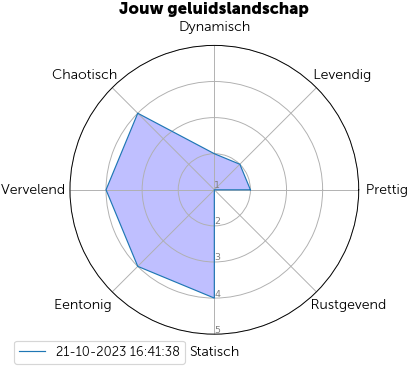 Jouw geluidslandschap
Dynamisch
Chaotisch
Levendig
Vervelend
1
Prettig
2
3
Eentonig
4
Rustgevend
5
21-10-2023 16:41:38
Statisch